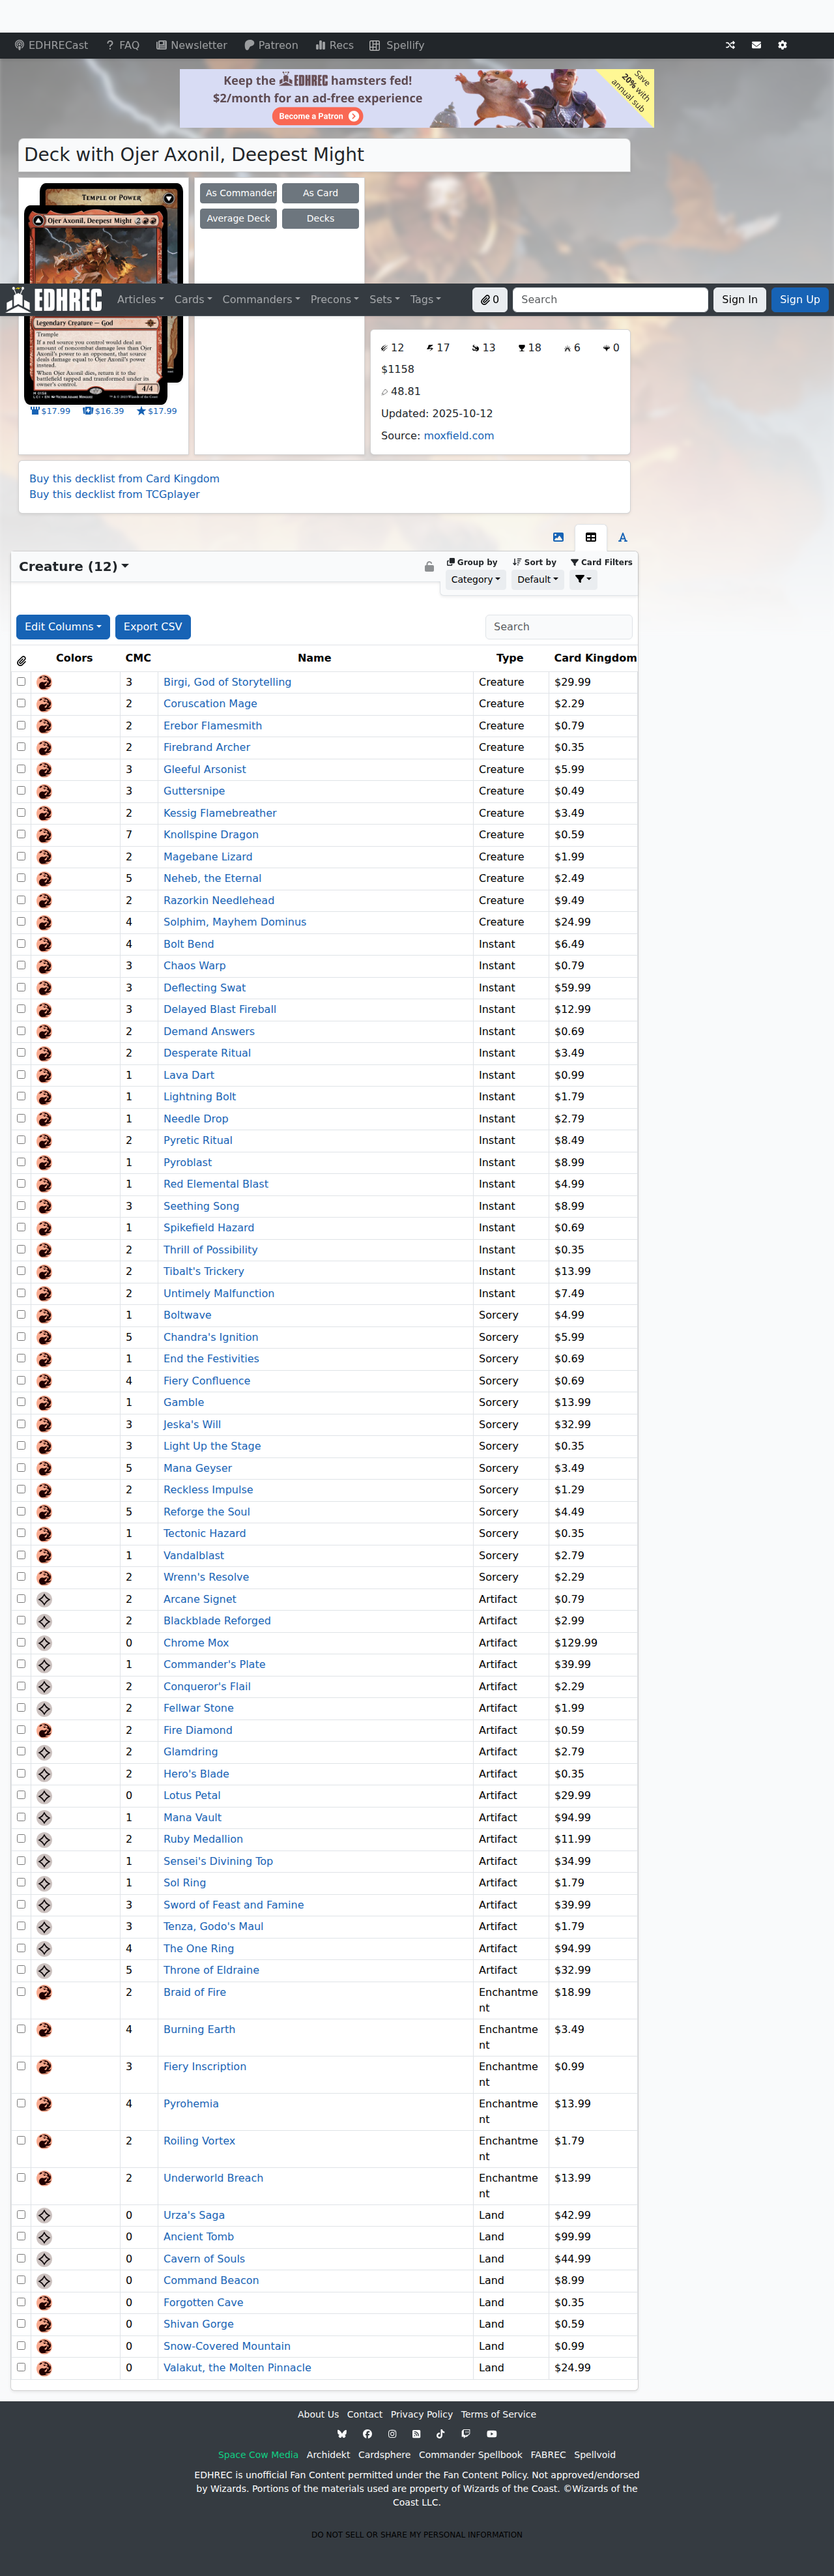 EDHRECast FAQ Newsletter Patreon Recs Spellify
Keep the EDHREC hamsters fed!
$2/month for an ad-free experience
Become a Patron
Save
20% with
annual sub
Deck with Ojer Axonil, Deepest Might
Temple of Power
Ojer Axonil, Deepest Might 2
As Commander As Card
Average Deck Decks
EDHREC Articles Cards Commanders Precons Sets Tags 0 Search Sign In Sign Up
Legendary Creature — God
Trample
If a red source you control would deal an
amount of noncombat damage less than Ojer
Axonil's power to an opponent, that source
deals damage equal to Ojer Axonil's power
instead.
When Ojer Axonil dies, return it to the
battlefield tapped and transformed under its
owner's control.
4/4
$17.99 $16.39 $17.99
12 17 13 18 6 0
$1158
48.81
Updated: 2025-10-12
Source: moxfield.com
Buy this decklist from Card Kingdom
Buy this decklist from TCGplayer
Creature (12)
Group by Sort by Card Filters
Category Default
Edit Columns Export CSV Search
Colors CMC Name Type Card Kingdom
3 Birgi, God of Storytelling Creature $29.99
2 Coruscation Mage Creature $2.29
2 Erebor Flamesmith Creature $0.79
2 Firebrand Archer Creature $0.35
3 Gleeful Arsonist Creature $5.99
3 Guttersnipe Creature $0.49
2 Kessig Flamebreather Creature $3.49
7 Knollspine Dragon Creature $0.59
2 Magebane Lizard Creature $1.99
5 Neheb, the Eternal Creature $2.49
2 Razorkin Needlehead Creature $9.49
4 Solphim, Mayhem Dominus Creature $24.99
4 Bolt Bend Instant $6.49
3 Chaos Warp Instant $0.79
3 Deflecting Swat Instant $59.99
3 Delayed Blast Fireball Instant $12.99
2 Demand Answers Instant $0.69
2 Desperate Ritual Instant $3.49
1 Lava Dart Instant $0.99
1 Lightning Bolt Instant $1.79
1 Needle Drop Instant $2.79
2 Pyretic Ritual Instant $8.49
1 Pyroblast Instant $8.99
1 Red Elemental Blast Instant $4.99
3 Seething Song Instant $8.99
1 Spikefield Hazard Instant $0.69
2 Thrill of Possibility Instant $0.35
2 Tibalt's Trickery Instant $13.99
2 Untimely Malfunction Instant $7.49
1 Boltwave Sorcery $4.99
5 Chandra's Ignition Sorcery $5.99
1 End the Festivities Sorcery $0.69
4 Fiery Confluence Sorcery $0.69
1 Gamble Sorcery $13.99
3 Jeska's Will Sorcery $32.99
3 Light Up the Stage Sorcery $0.35
5 Mana Geyser Sorcery $3.49
2 Reckless Impulse Sorcery $1.29
5 Reforge the Soul Sorcery $4.49
1 Tectonic Hazard Sorcery $0.35
1 Vandalblast Sorcery $2.79
2 Wrenn's Resolve Sorcery $2.29
2 Arcane Signet Artifact $0.79
2 Blackblade Reforged Artifact $2.99
0 Chrome Mox Artifact $129.99
1 Commander's Plate Artifact $39.99
2 Conqueror's Flail Artifact $2.29
2 Fellwar Stone Artifact $1.99
2 Fire Diamond Artifact $0.59
2 Glamdring Artifact $2.79
2 Hero's Blade Artifact $0.35
0 Lotus Petal Artifact $29.99
1 Mana Vault Artifact $94.99
2 Ruby Medallion Artifact $11.99
1 Sensei's Divining Top Artifact $34.99
1 Sol Ring Artifact $1.79
3 Sword of Feast and Famine Artifact $39.99
3 Tenza, Godo's Maul Artifact $1.79
4 The One Ring Artifact $94.99
5 Throne of Eldraine Artifact $32.99
2 Braid of Fire Enchantme $18.99
nt
4 Burning Earth Enchantme $3.49
nt
3 Fiery Inscription Enchantme $0.99
nt
4 Pyrohemia Enchantme $13.99
nt
2 Roiling Vortex Enchantme $1.79
nt
2 Underworld Breach Enchantme $13.99
nt
0 Urza's Saga Land $42.99
0 Ancient Tomb Land $99.99
0 Cavern of Souls Land $44.99
0 Command Beacon Land $8.99
0 Forgotten Cave Land $0.35
0 Shivan Gorge Land $0.59
0 Snow-Covered Mountain Land $0.99
0 Valakut, the Molten Pinnacle Land $24.99
About Us Contact Privacy Policy Terms of Service
Space Cow Media Archidekt Cardsphere Commander Spellbook FABREC Spellvoid
EDHREC is unofficial Fan Content permitted under the Fan Content Policy. Not approved/endorsed
by Wizards. Portions of the materials used are property of Wizards of the Coast. ©Wizards of the
Coast LLC.
DO NOT SELL OR SHARE MY PERSONAL INFORMATION